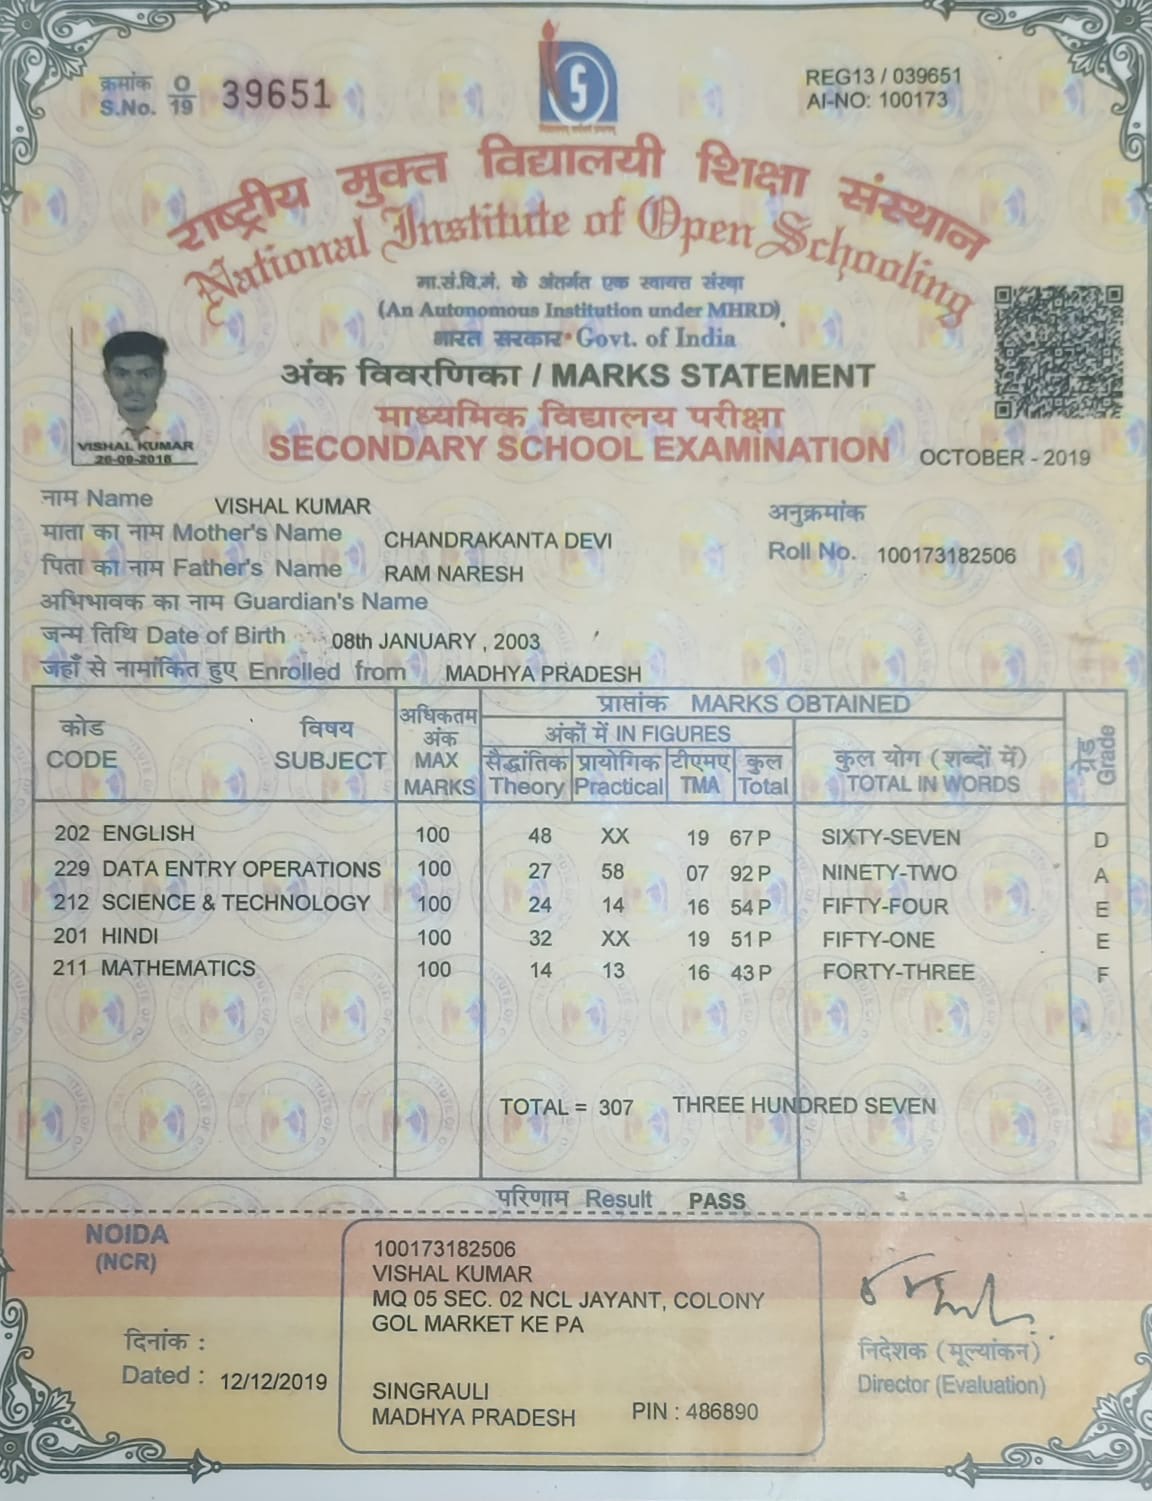 क्रमांक O
S.No. 19 39651
REG13 / 039651
AI-NO: 100173
S
राष्ट्रीय मुक्त विद्यालयी शिक्षा संस्थान
National Institute of Open Schooling
मा.सं.वि.मं. के अंतर्गत एक स्वायत्त संस्था
(An Autonomous Institution under MHRD)
भारत सरकार Govt. of India
अंक विवरणिका / MARKS STATEMENT
माध्यमिक विद्यालय परीक्षा
SECONDARY SCHOOL EXAMINATION OCTOBER - 2019
VISHAL KUMAR
नाम Name VISHAL KUMAR
माता का नाम Mother's Name CHANDRAKANTA DEVI
पिता का नाम Father's Name RAM NARESH
अनुक्रमांक
Roll No. 100173182506
अभिभावक का नाम Guardian's Name
जन्म तिथि Date of Birth 08th JANUARY , 2003
जहाँ से नामांकित हुए Enrolled from MADHYA PRADESH
कोड विषय अधिकतम अंक प्राप्तांक MARKS OBTAINED
CODE SUBJECT MAX MARKS अंकों में IN FIGURES कुल योग (शब्दों में) ग्रेड
सैद्धांतिक प्रायोगिक टीएमए कुल TOTAL IN WORDS Grade
Theory Practical TMA Total
202 ENGLISH 100 48 XX 19 67 P SIXTY-SEVEN D
229 DATA ENTRY OPERATIONS 100 27 58 07 92 P NINETY-TWO A
212 SCIENCE & TECHNOLOGY 100 24 14 16 54 P FIFTY-FOUR E
201 HINDI 100 32 XX 19 51 P FIFTY-ONE E
211 MATHEMATICS 100 14 13 16 43 P FORTY-THREE F
TOTAL = 307 THREE HUNDRED SEVEN
परिणाम Result PASS
NOIDA
(NCR)
दिनांक :
Dated : 12/12/2019
100173182506
VISHAL KUMAR
MQ 05 SEC. 02 NCL JAYANT, COLONY
GOL MARKET KE PA
SINGRAULI
MADHYA PRADESH PIN : 486890
निदेशक (मूल्यांकन)
Director (Evaluation)